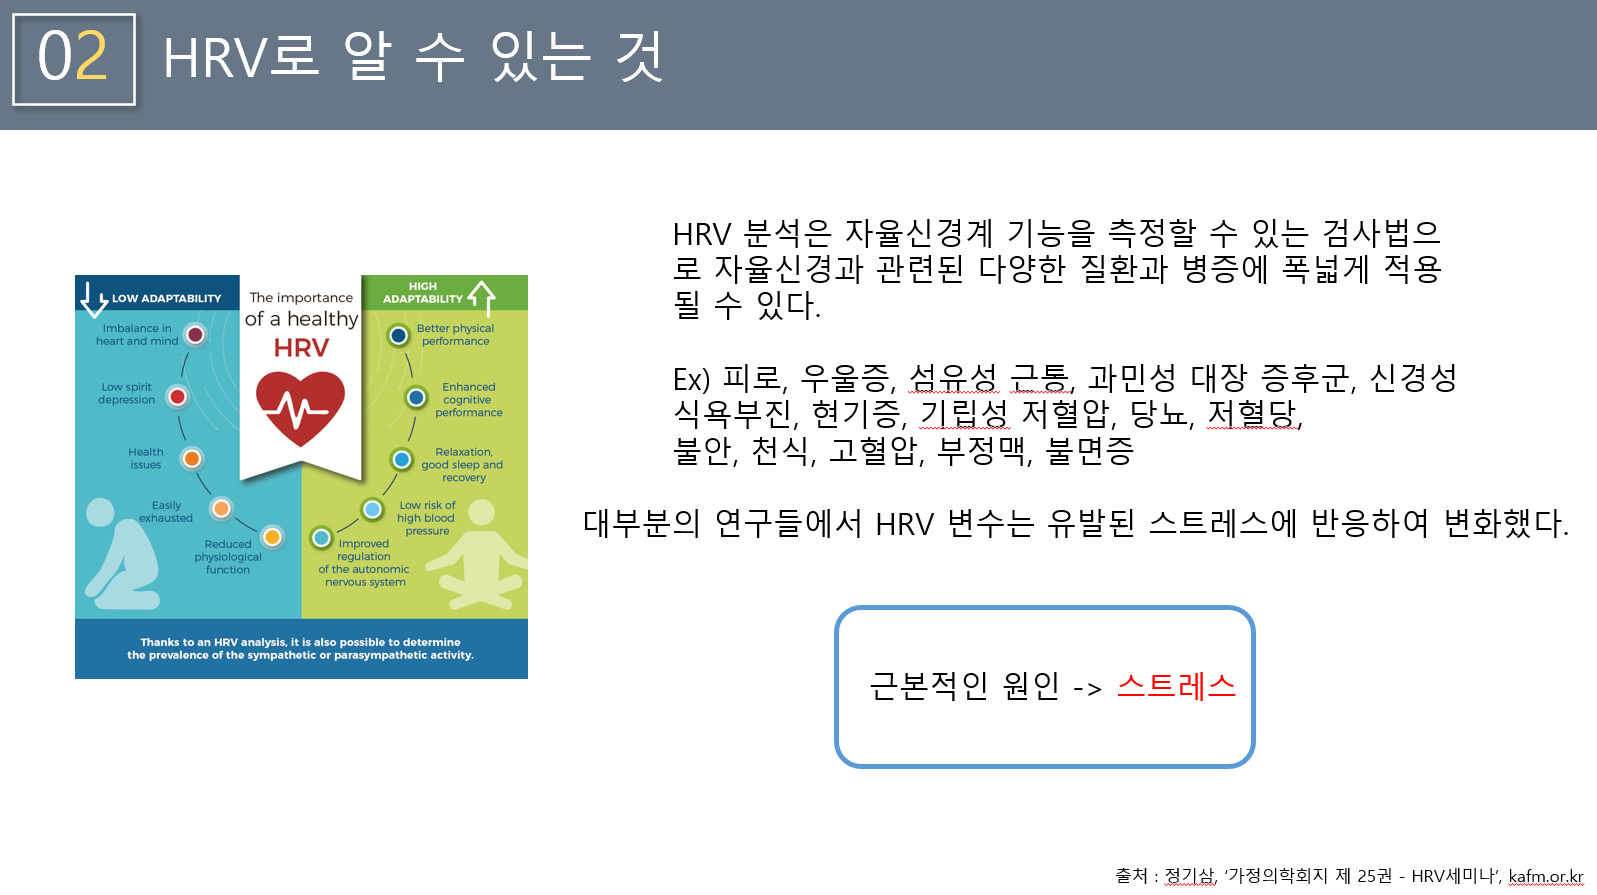 02
HRV로 알 수 있는 것
LOW ADAPTABILITY
Imbalance in
heart and mind
Low spirit
depression
Health
issues
Easily
exhausted
Reduced
physiological
function
The importance
of a healthy
HRV
HIGH
ADAPTABILITY
Better physical
performance
Enhanced
cognitive
performance
Relaxation,
good sleep and
recovery
Low risk of
high blood
pressure
Improved
regulation
of the autonomic
nervous system
Thanks to an HRV analysis, it is also possible to determine
the prevalence of the sympathetic or parasympathetic activity.
HRV 분석은 자율신경계 기능을 측정할 수 있는 검사법으
로 자율신경과 관련된 다양한 질환과 병증에 폭넓게 적용
될 수 있다.
Ex) 피로, 우울증, 섬유성 근통, 과민성 대장 증후군, 신경성
식욕부진, 현기증, 기립성 저혈압, 당뇨, 저혈당,
불안, 천식, 고혈압, 부정맥, 불면증
대부분의 연구들에서 HRV 변수는 유발된 스트레스에 반응하여 변화했다.
근본적인 원인 -> 스트레스
출처 : 정기삼, ‘가정의학회지 제 25권 - HRV세미나’, kafm.or.kr